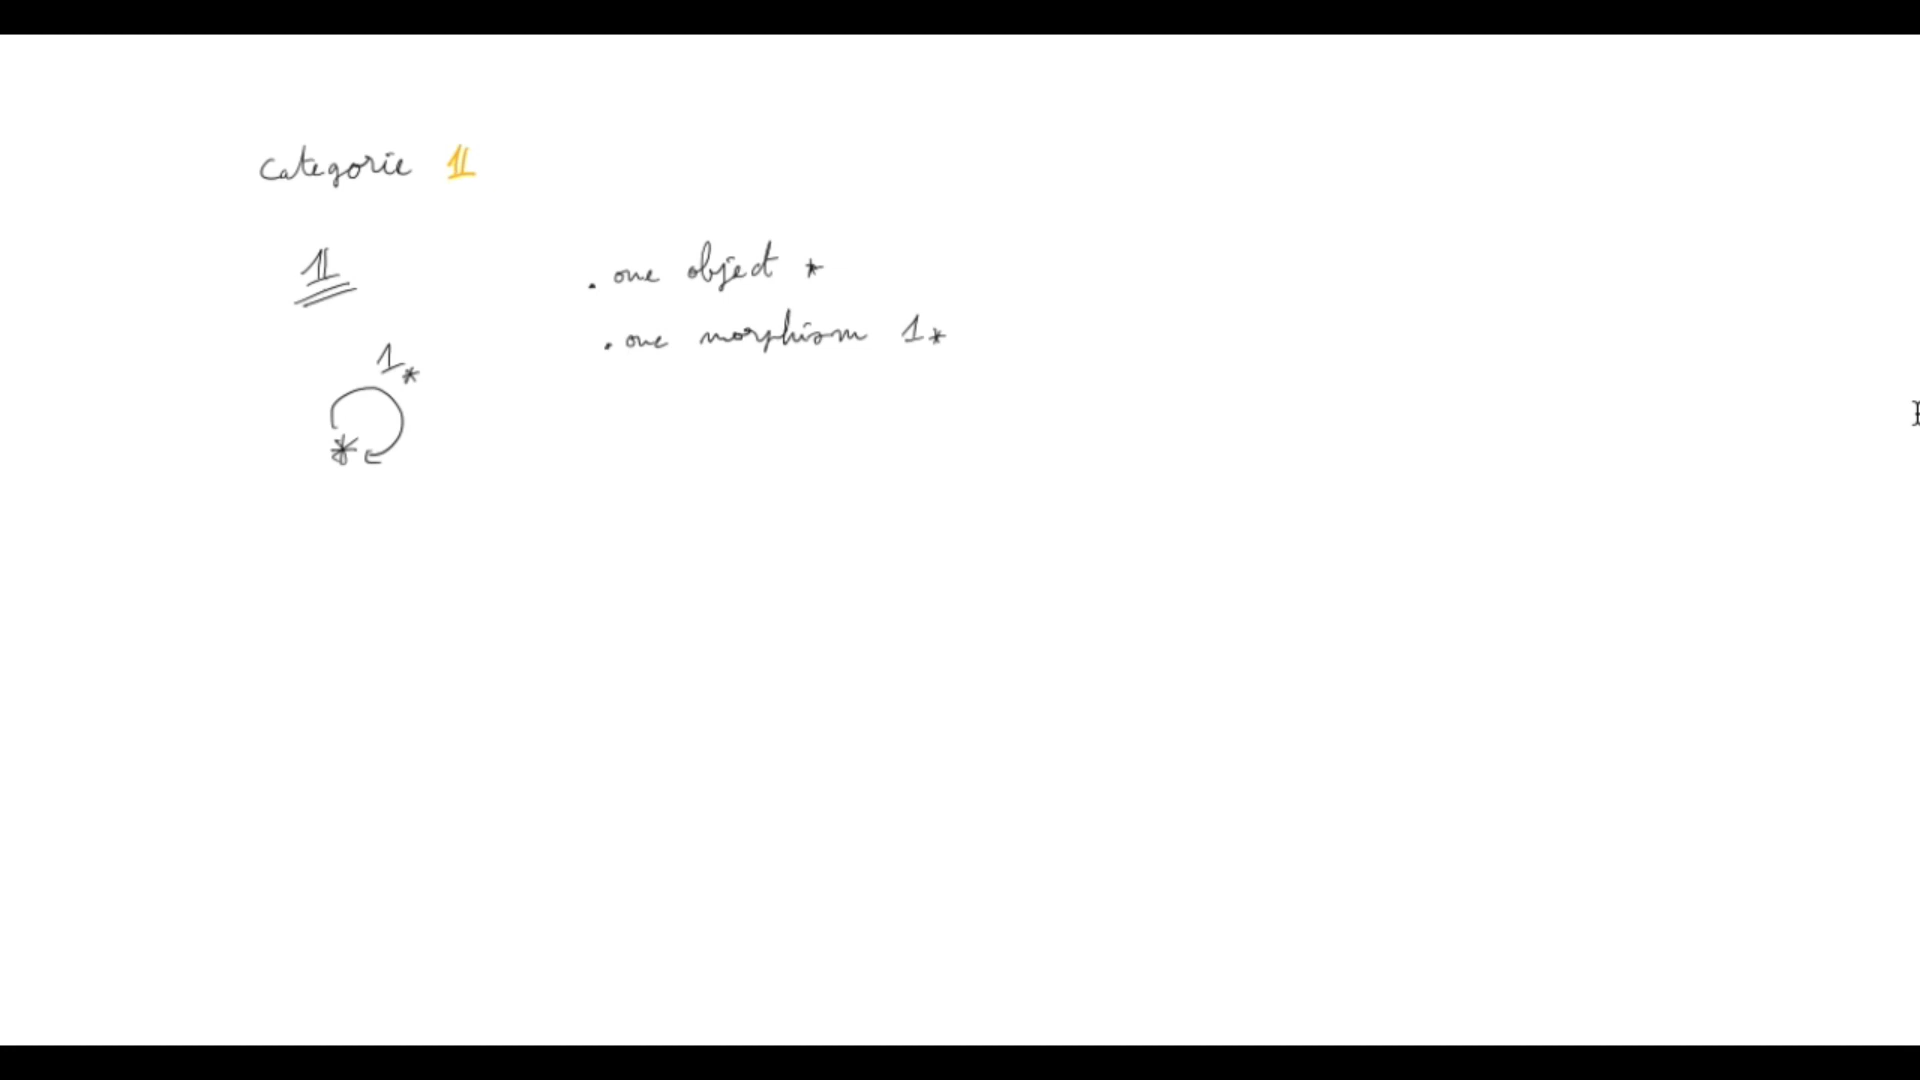 categorie 𝟙
𝟙
. one object *
. one morphism 1*
1*
*